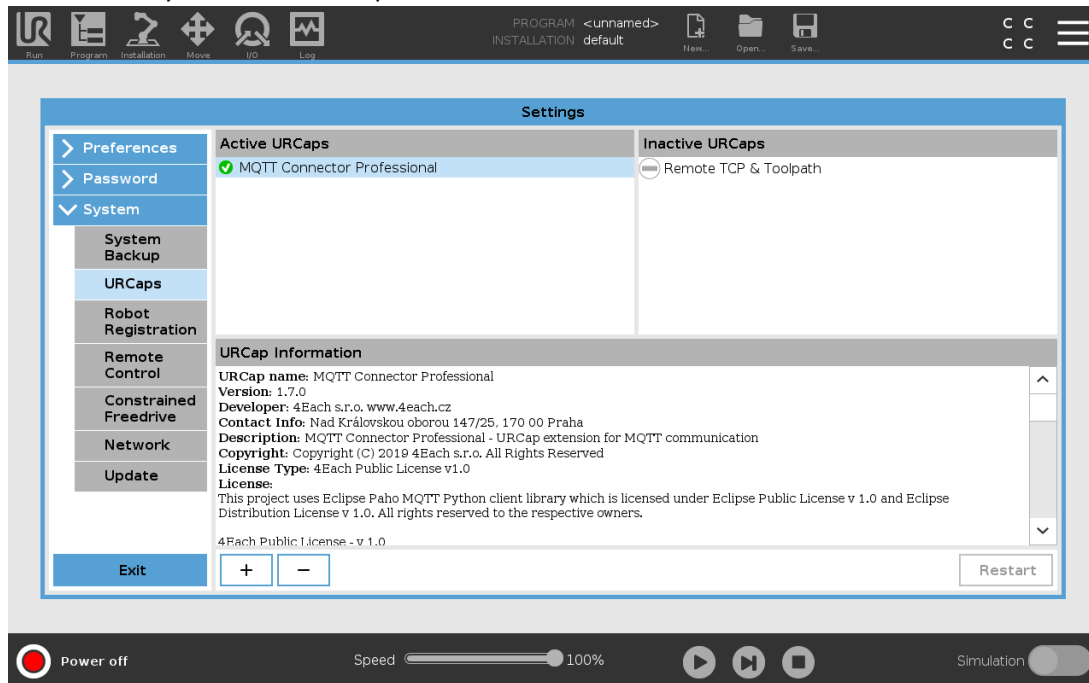 PROGRAM <unnamed>
INSTALLATION default
C C
C C
Run Program Installation Move I/O Log New... Open... Save...
Settings
Preferences
Password
System
System
Backup
URCaps
Robot
Registration
Remote
Control
Constrained
Freedrive
Network
Update
Exit
Active URCaps
MQTT Connector Professional
Inactive URCaps
Remote TCP & Toolpath
URCap Information
URCap name: MQTT Connector Professional
Version: 1.7.0
Developer: 4Each s.r.o. www.4each.cz
Contact Info: Nad Královskou oborou 147/25, 170 00 Praha
Description: MQTT Connector Professional - URCap extension for MQTT communication
Copyright: Copyright (C) 2019 4Each s.r.o. All Rights Reserved
License Type: 4Each Public License v1.0
License:
This project uses Eclipse Paho MQTT Python client library which is licensed under Eclipse Public License v 1.0 and Eclipse
Distribution License v 1.0. All rights reserved to the respective owners.
4Each Public License - v 1.0
+ −
Restart
Power off
Speed 100%
Simulation